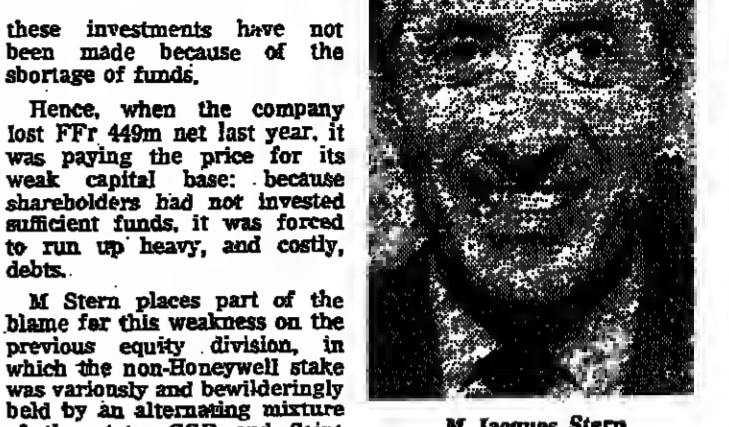 these investments have not
been made because of the
shortage of funds.
Hence, when the company
lost FFr 449m net last year, it
was paying the price for its
weak capital base: because
shareholders had not invested
sufficient funds, it was forced
to run up heavy, and costly,
debts.
M Stern places part of the
blame for this weakness on the
previous equity division, in
which the non-Honeywell stake
was variously and bewilderingly
held by an alternating mixture
M Jacques Stern